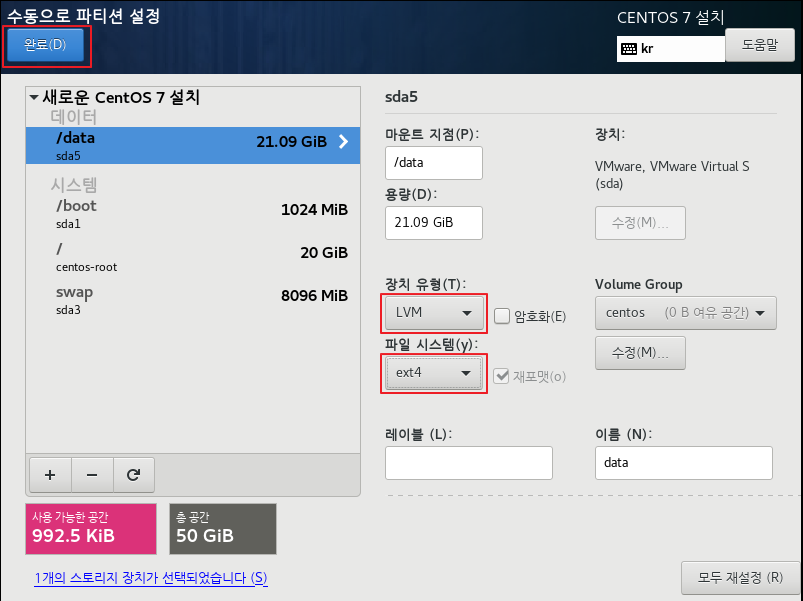 수동으로 파티션 설정
CENTOS 7 설치
완료(D)
kr
도움말
새로운 CentOS 7 설치
데이터
/data
21.09 GiB
sda5
시스템
/boot
1024 MiB
sda1
/
20 GiB
centos-root
swap
8096 MiB
sda3
+ −
사용 가능한 공간
992.5 KiB
총 공간
50 GiB
1개의 스토리지 장치가 선택되었습니다 (S)
sda5
마운트 지점(P):
/data
용량(D):
21.09 GiB
장치:
VMware, VMware Virtual S
(sda)
수정(M)...
장치 유형(T):
LVM
암호화(E)
파일 시스템(y):
ext4
재포맷(o)
Volume Group
centos (0 B 여유 공간)
수정(M)...
레이블 (L):
이름 (N):
data
모두 재설정 (R)